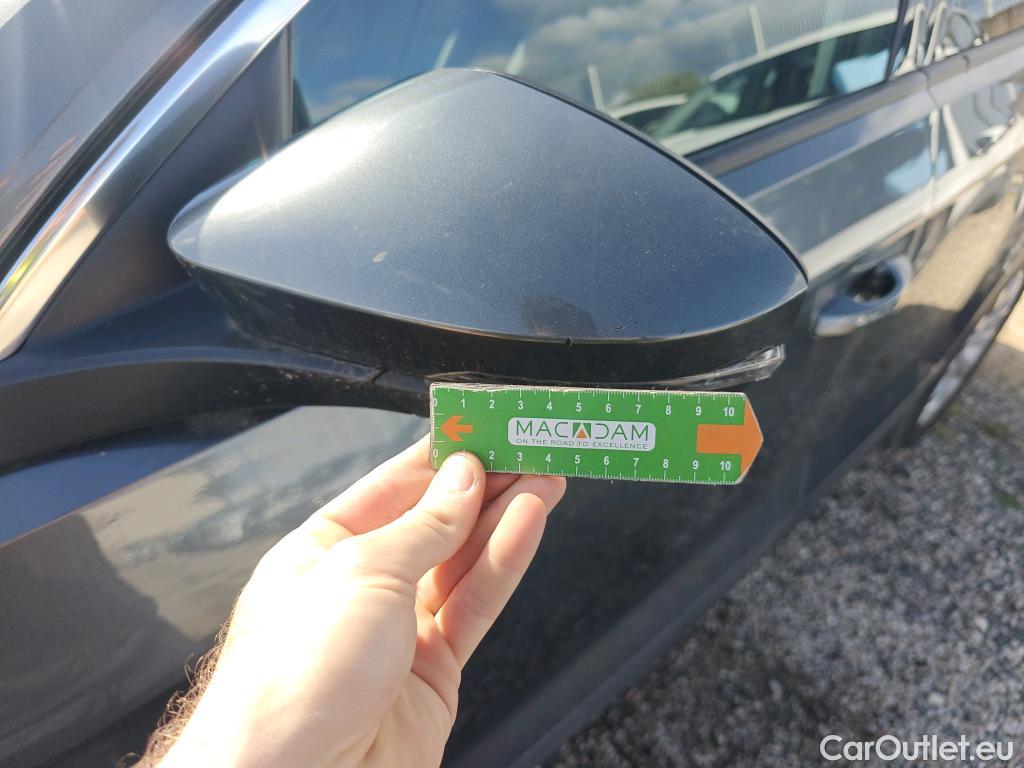 0 1 2 3 4 5 6 7 8 9 10
MACADAM
ON THE ROAD TO EXCELLENCE
0 2 3 4 5 6 7 8 9 10
CarOutlet.eu